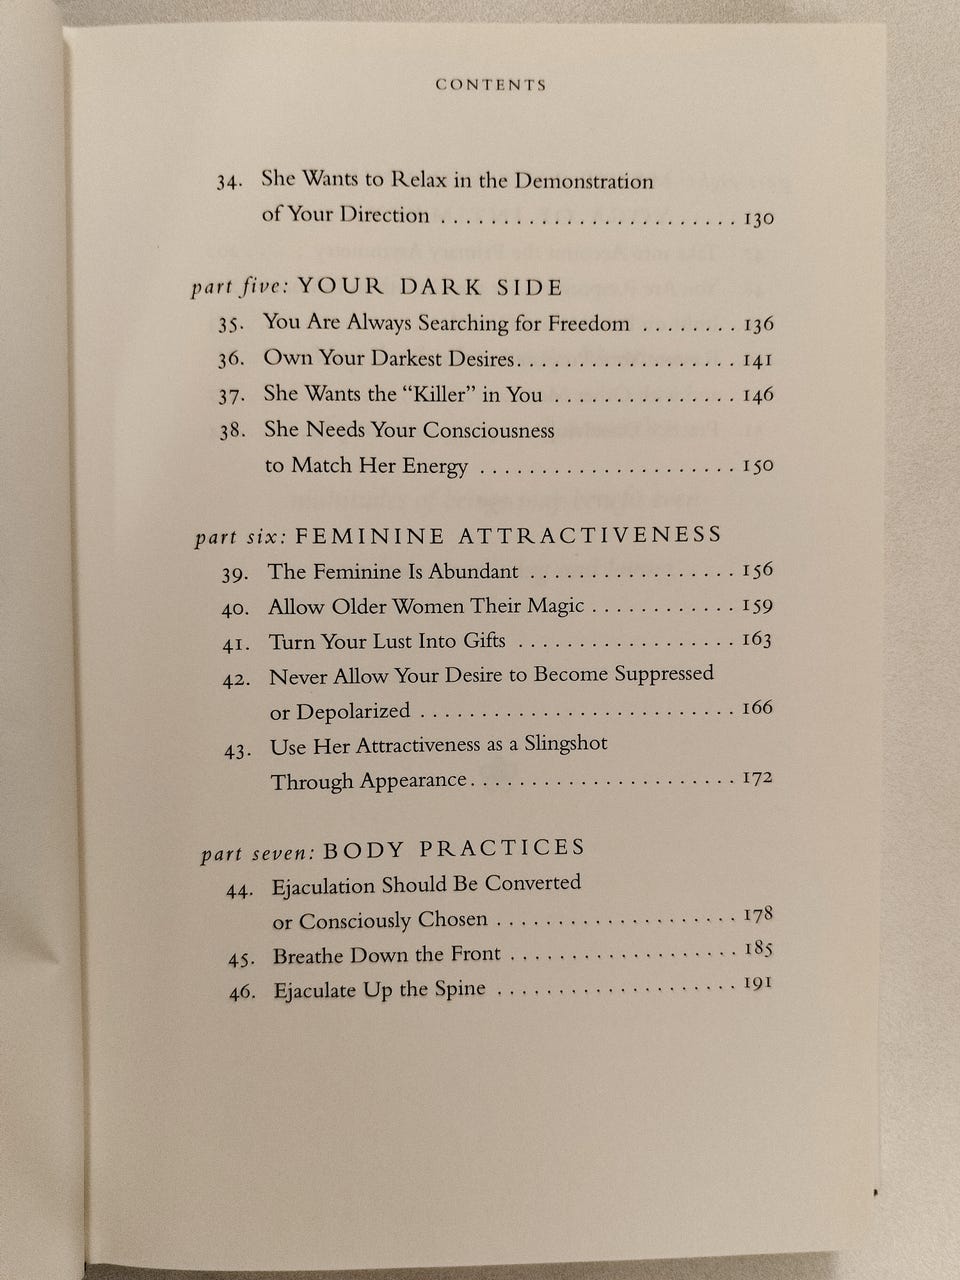 CONTENTS
34. She Wants to Relax in the Demonstration
of Your Direction . . . . . . . . . . . . . . . . . . . . . . . . . 130
part five: YOUR DARK SIDE
35. You Are Always Searching for Freedom . . . . . . . . 136
36. Own Your Darkest Desires. . . . . . . . . . . . . . . . . . 141
37. She Wants the “Killer” in You . . . . . . . . . . . . . . . 146
38. She Needs Your Consciousness
to Match Her Energy . . . . . . . . . . . . . . . . . . . . . 150
part six: FEMININE ATTRACTIVENESS
39. The Feminine Is Abundant . . . . . . . . . . . . . . . . . 156
40. Allow Older Women Their Magic . . . . . . . . . . . . 159
41. Turn Your Lust Into Gifts . . . . . . . . . . . . . . . . . . 163
42. Never Allow Your Desire to Become Suppressed
or Depolarized . . . . . . . . . . . . . . . . . . . . . . . . . . 166
43. Use Her Attractiveness as a Slingshot
Through Appearance. . . . . . . . . . . . . . . . . . . . . . 172
part seven: BODY PRACTICES
44. Ejaculation Should Be Converted
or Consciously Chosen . . . . . . . . . . . . . . . . . . . . 178
45. Breathe Down the Front . . . . . . . . . . . . . . . . . . . 185
46. Ejaculate Up the Spine . . . . . . . . . . . . . . . . . . . . 191